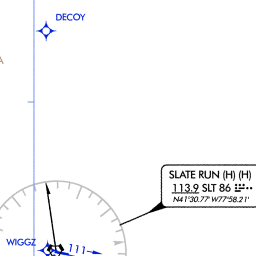 DECOY
A
SLATE RUN (H) (H)
113.9 SLT 86
N41°30.77' W77°58.21'
WIGGZ
111